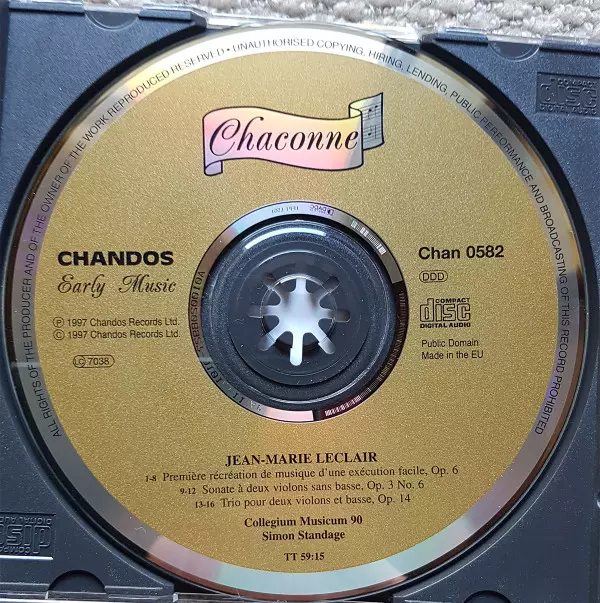 ALL RIGHTS OF THE PRODUCER AND OF THE OWNER OF THE WORK REPRODUCED RESERVED • UNAUTHORISED COPYING, HIRING, LENDING, PUBLIC PERFORMANCE AND BROADCASTING OF THIS RECORD PROHIBITED
Chaconne
CHANDOS
Early Music
Ⓟ 1997 Chandos Records Ltd.
© 1997 Chandos Records Ltd.
LC 7038
Chan 0582
DDD
COMPACT
disc
DIGITAL AUDIO
Public Domain
Made in the EU
JEAN-MARIE LECLAIR
1-8 Première récréation de musique d'une exécution facile, Op. 6
9-12 Sonate à deux violons sans basse, Op. 3 No. 6
13-16 Trio pour deux violons et basse, Op. 14
Collegium Musicum 90
Simon Standage
TT 59:15